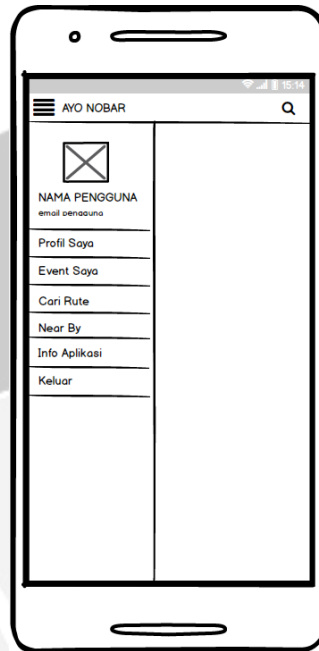 15:14
AYO NOBAR
NAMA PENGGUNA
email pengguna
Profil Saya
Event Saya
Cari Rute
Near By
Info Aplikasi
Keluar